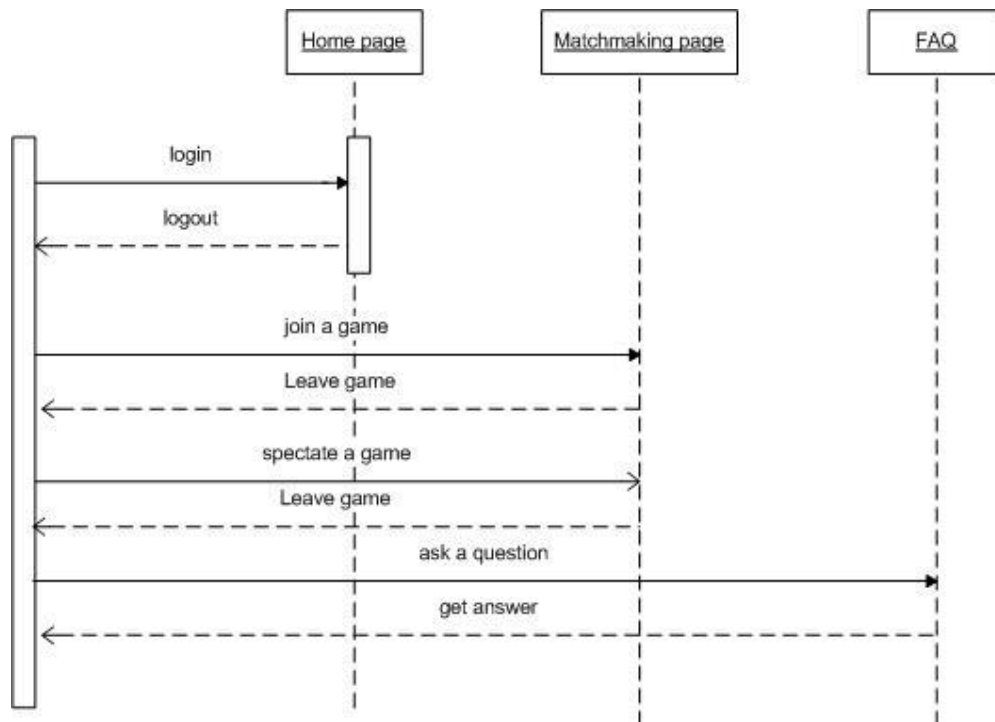 Home page
Matchmaking page
FAQ
login
logout
join a game
Leave game
spectate a game
Leave game
ask a question
get answer